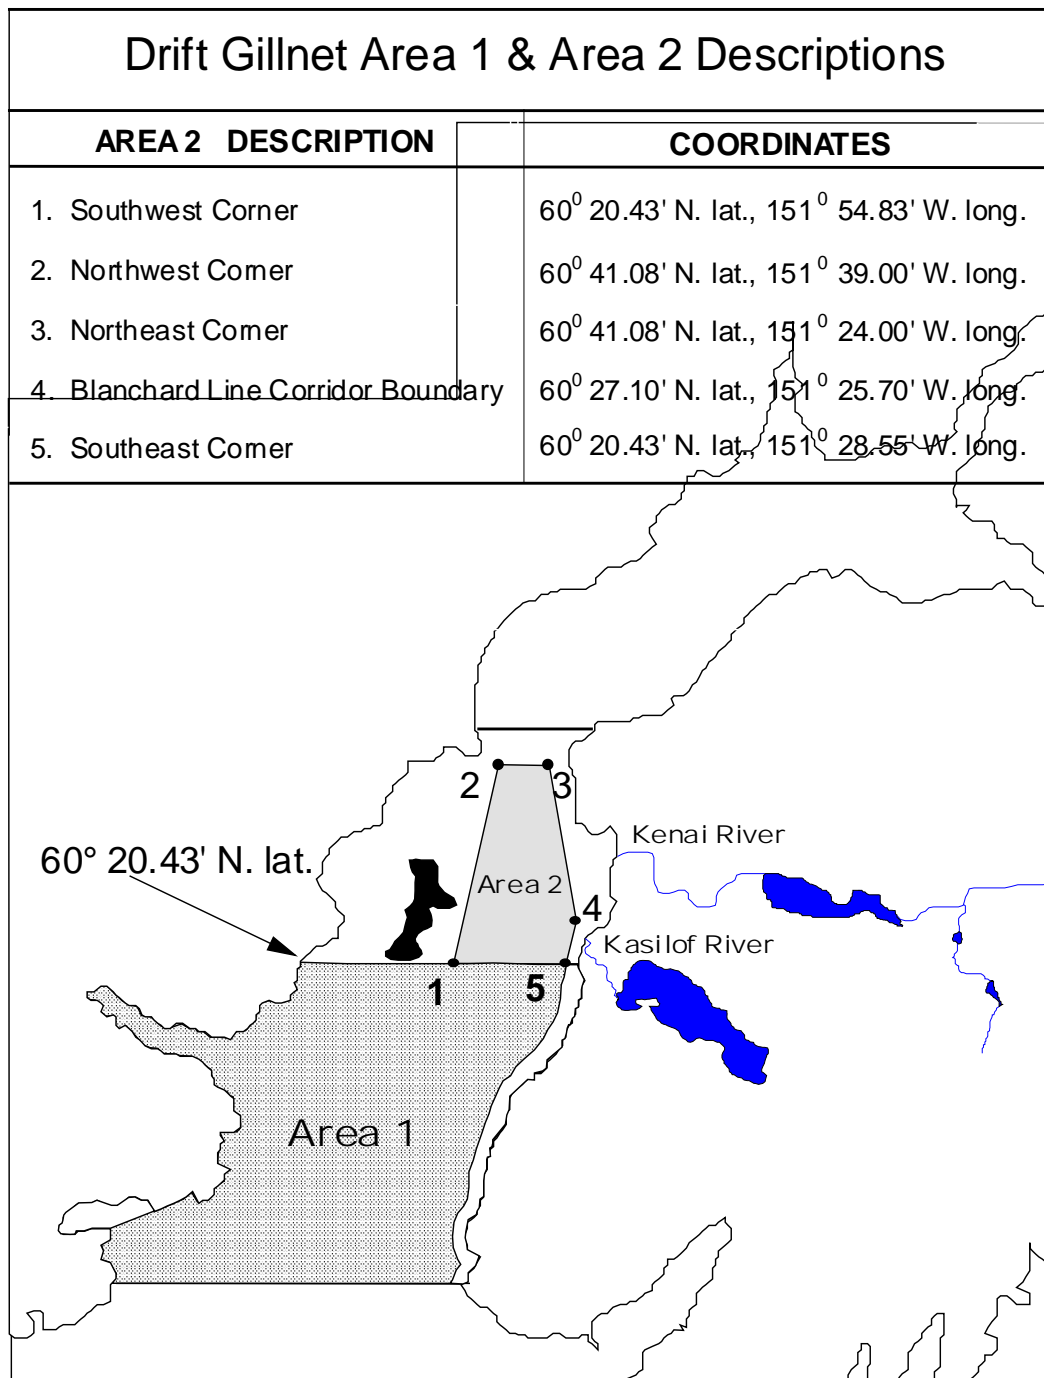 Drift Gillnet Area 1 & Area 2 Descriptions
AREA 2 DESCRIPTION COORDINATES
1. Southwest Corner 60⁰ 20.43' N. lat., 151⁰ 54.83' W. long.
2. Northwest Corner 60⁰ 41.08' N. lat., 151⁰ 39.00' W. long.
3. Northeast Corner 60⁰ 41.08' N. lat., 151⁰ 24.00' W. long.
4. Blanchard Line Corridor Boundary 60⁰ 27.10' N. lat., 151⁰ 25.70' W. long.
5. Southeast Corner 60⁰ 20.43' N. lat., 151⁰ 28.55' W. long.
2 3
Kenai River
60° 20.43' N. lat.
Area 2
4
Kasilof River
1 5
Area 1